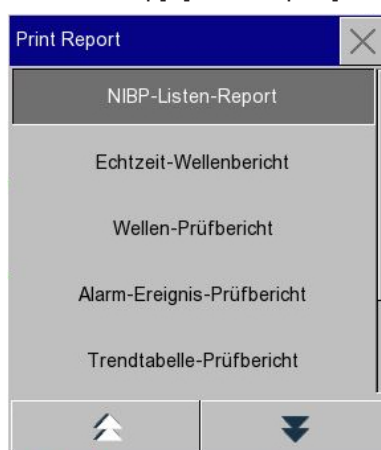 Print Report
NIBP-Listen-Report
Echtzeit-Wellenbericht
Wellen-Prüfbericht
Alarm-Ereignis-Prüfbericht
Trendtabelle-Prüfbericht